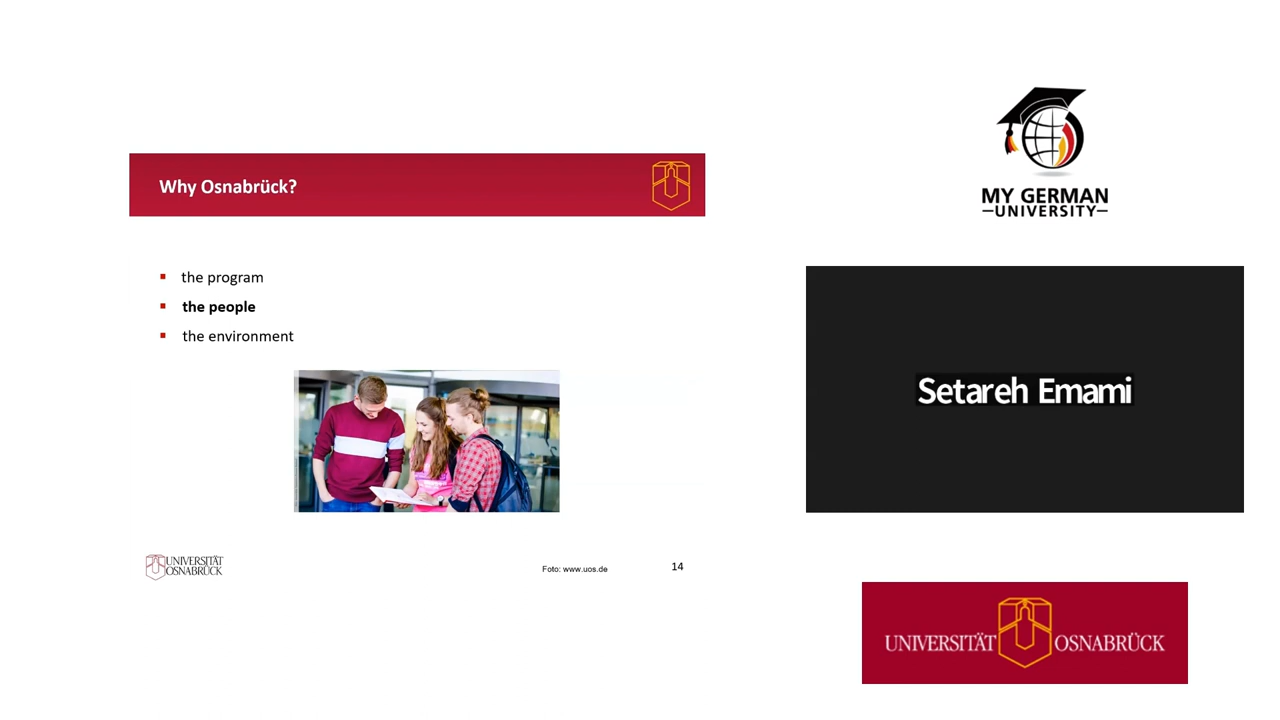 Why Osnabrück?
the program
the people
the environment
UNIVERSITÄT
OSNABRÜCK
Foto: www.uos.de
14
MY GERMAN
UNIVERSITY
Setareh Emami
UNIVERSITÄT OSNABRÜCK